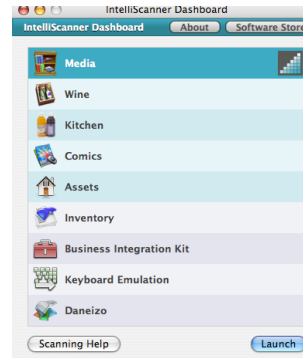 IntelliScanner Dashboard
IntelliScanner Dashboard About Software Store
Media
Wine
Kitchen
Comics
Assets
Inventory
Business Integration Kit
Keyboard Emulation
Daneizo
Scanning Help Launch